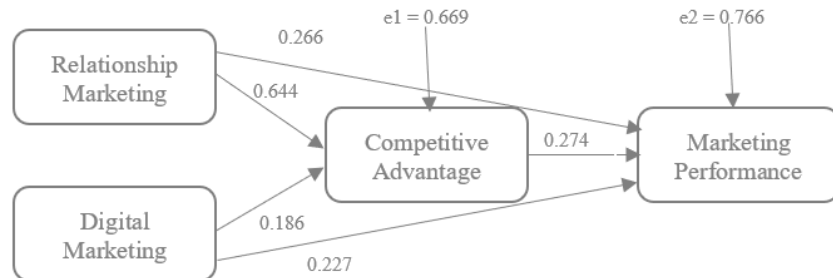 e1 = 0.669
e2 = 0.766
0.266
Relationship
Marketing
0.644
Competitive
Advantage
0.274
Marketing
Performance
Digital
Marketing
0.186
0.227